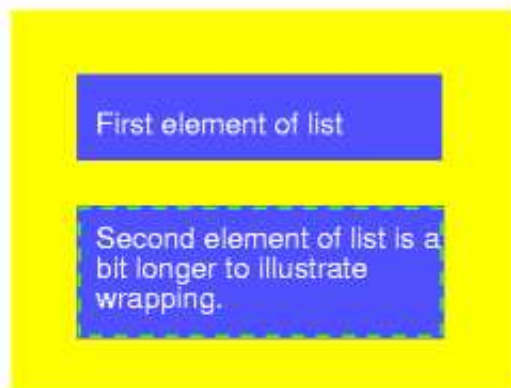 First element of list
Second element of list is a
bit longer to illustrate
wrapping.